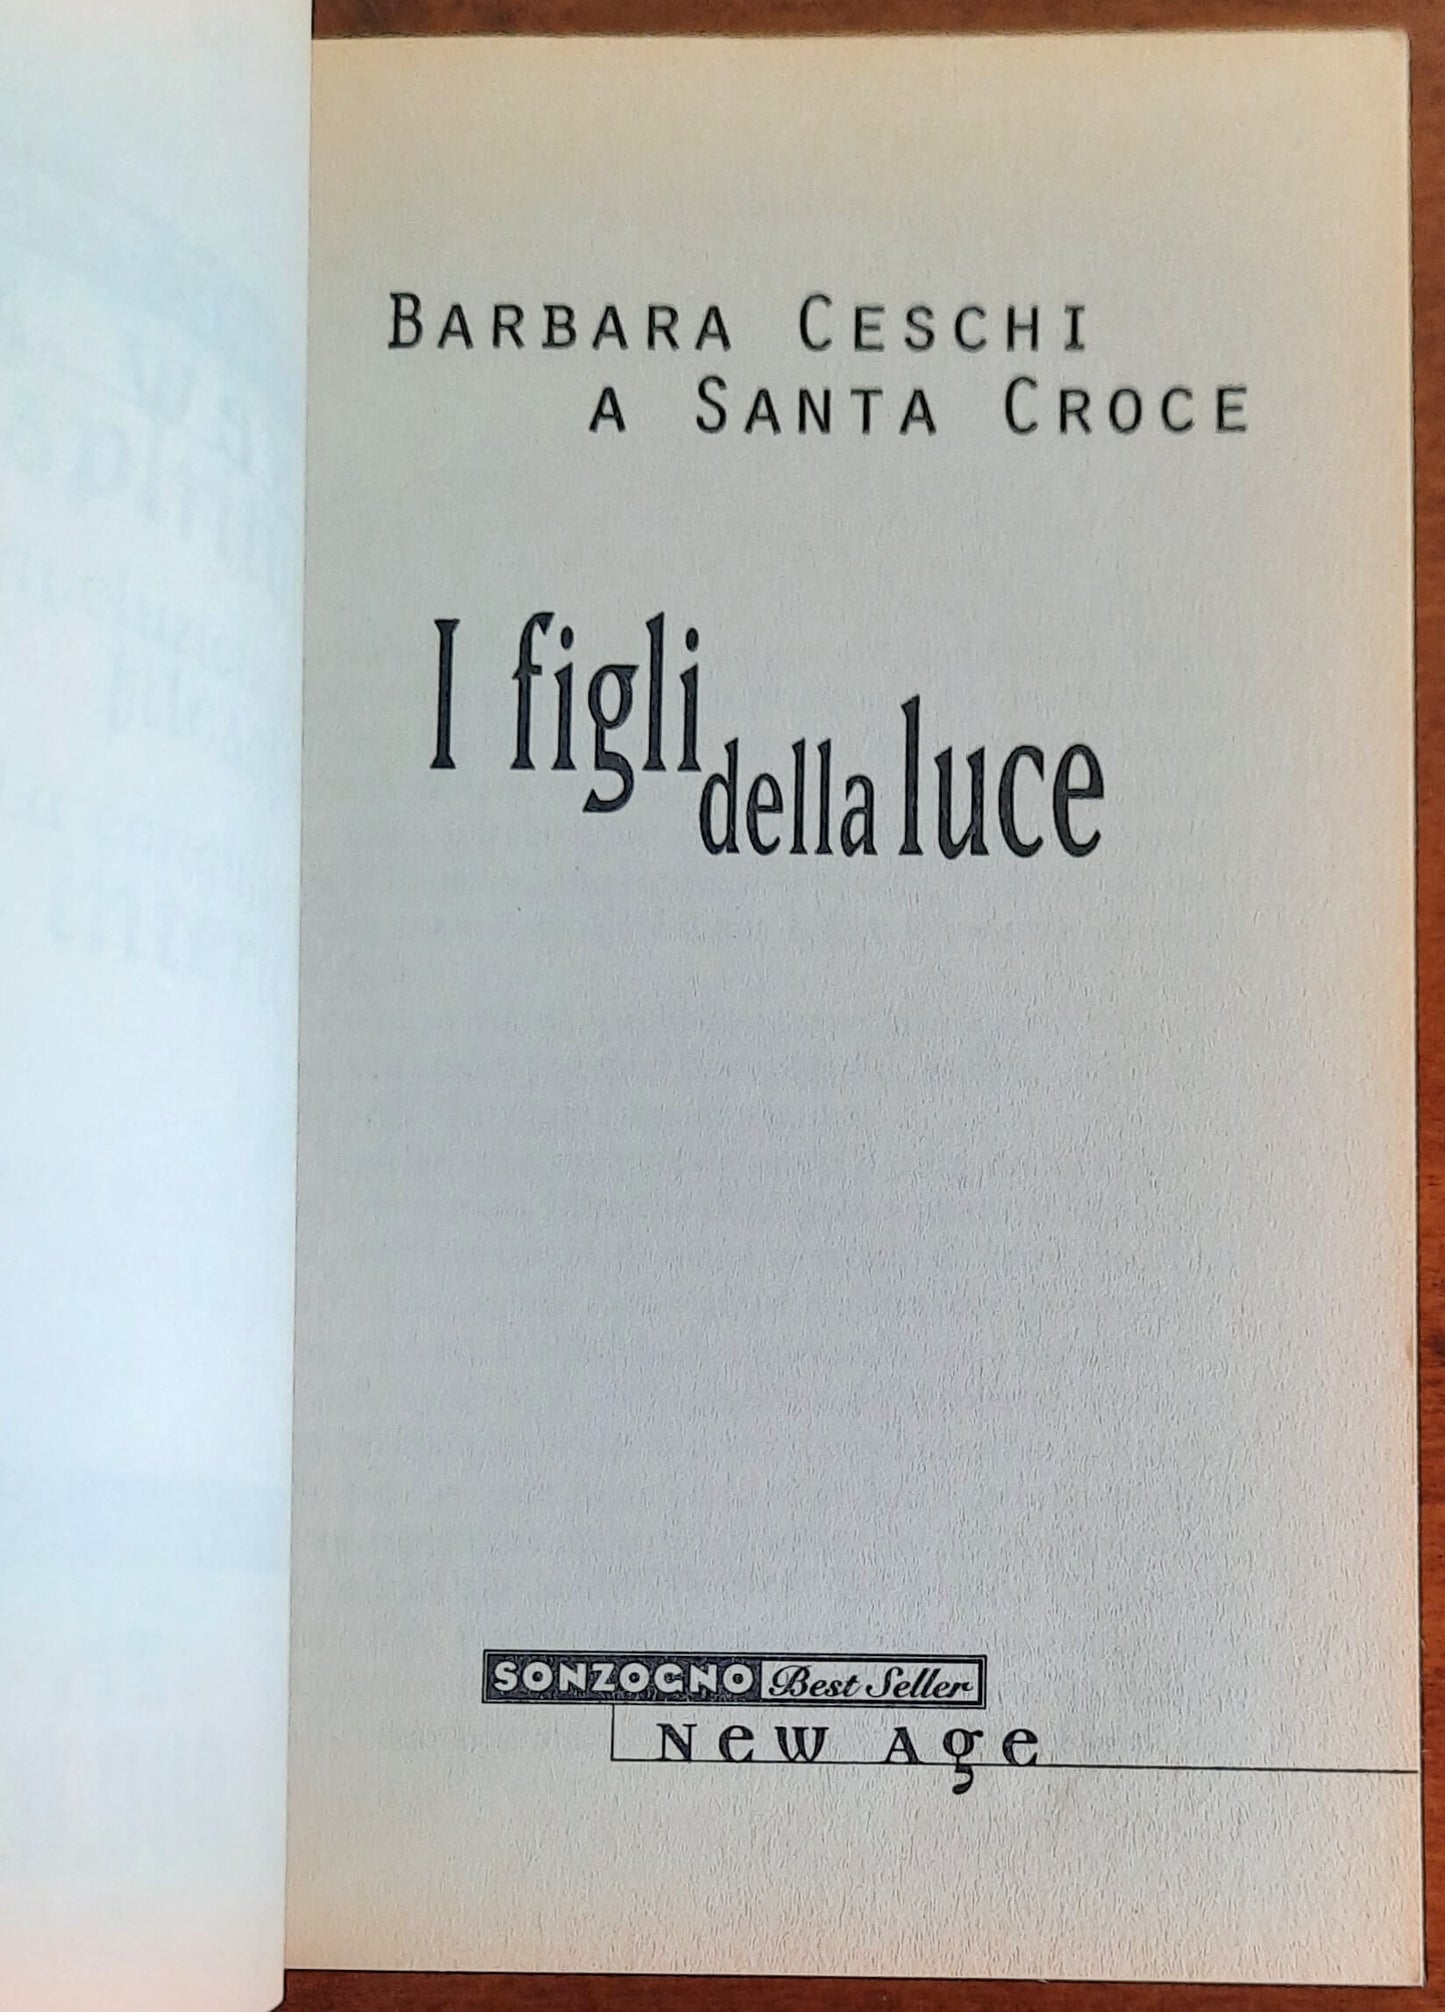 BARBARA CESCHI
A SANTA CROCE
I figli
della luce
SONZOGNO Best Seller
New Age